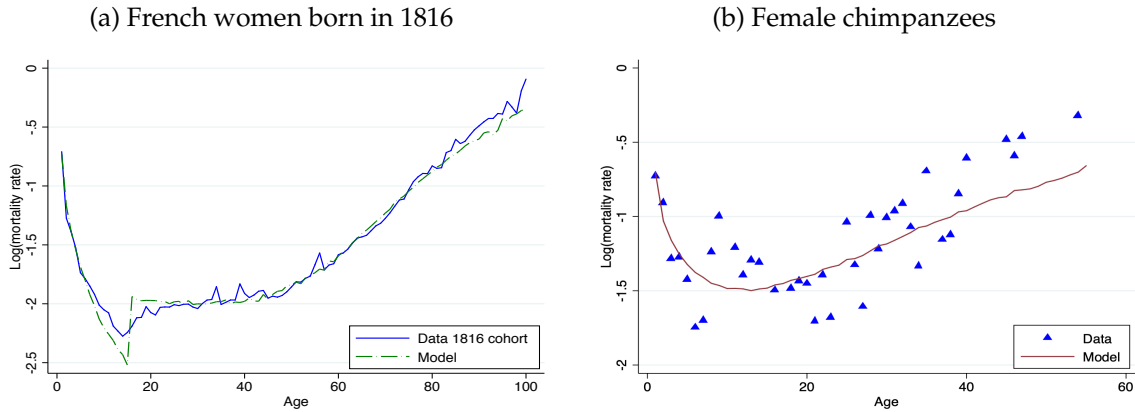 (a) French women born in 1816
Log(mortality rate)
0
-.5
-1
-1.5
-2
-2.5
0
20
40
60
80
100
Age
Data 1816 cohort
Model
(b) Female chimpanzees
Log(mortality rate)
0
-.5
-1
-1.5
-2
0
20
40
60
Age
Data
Model